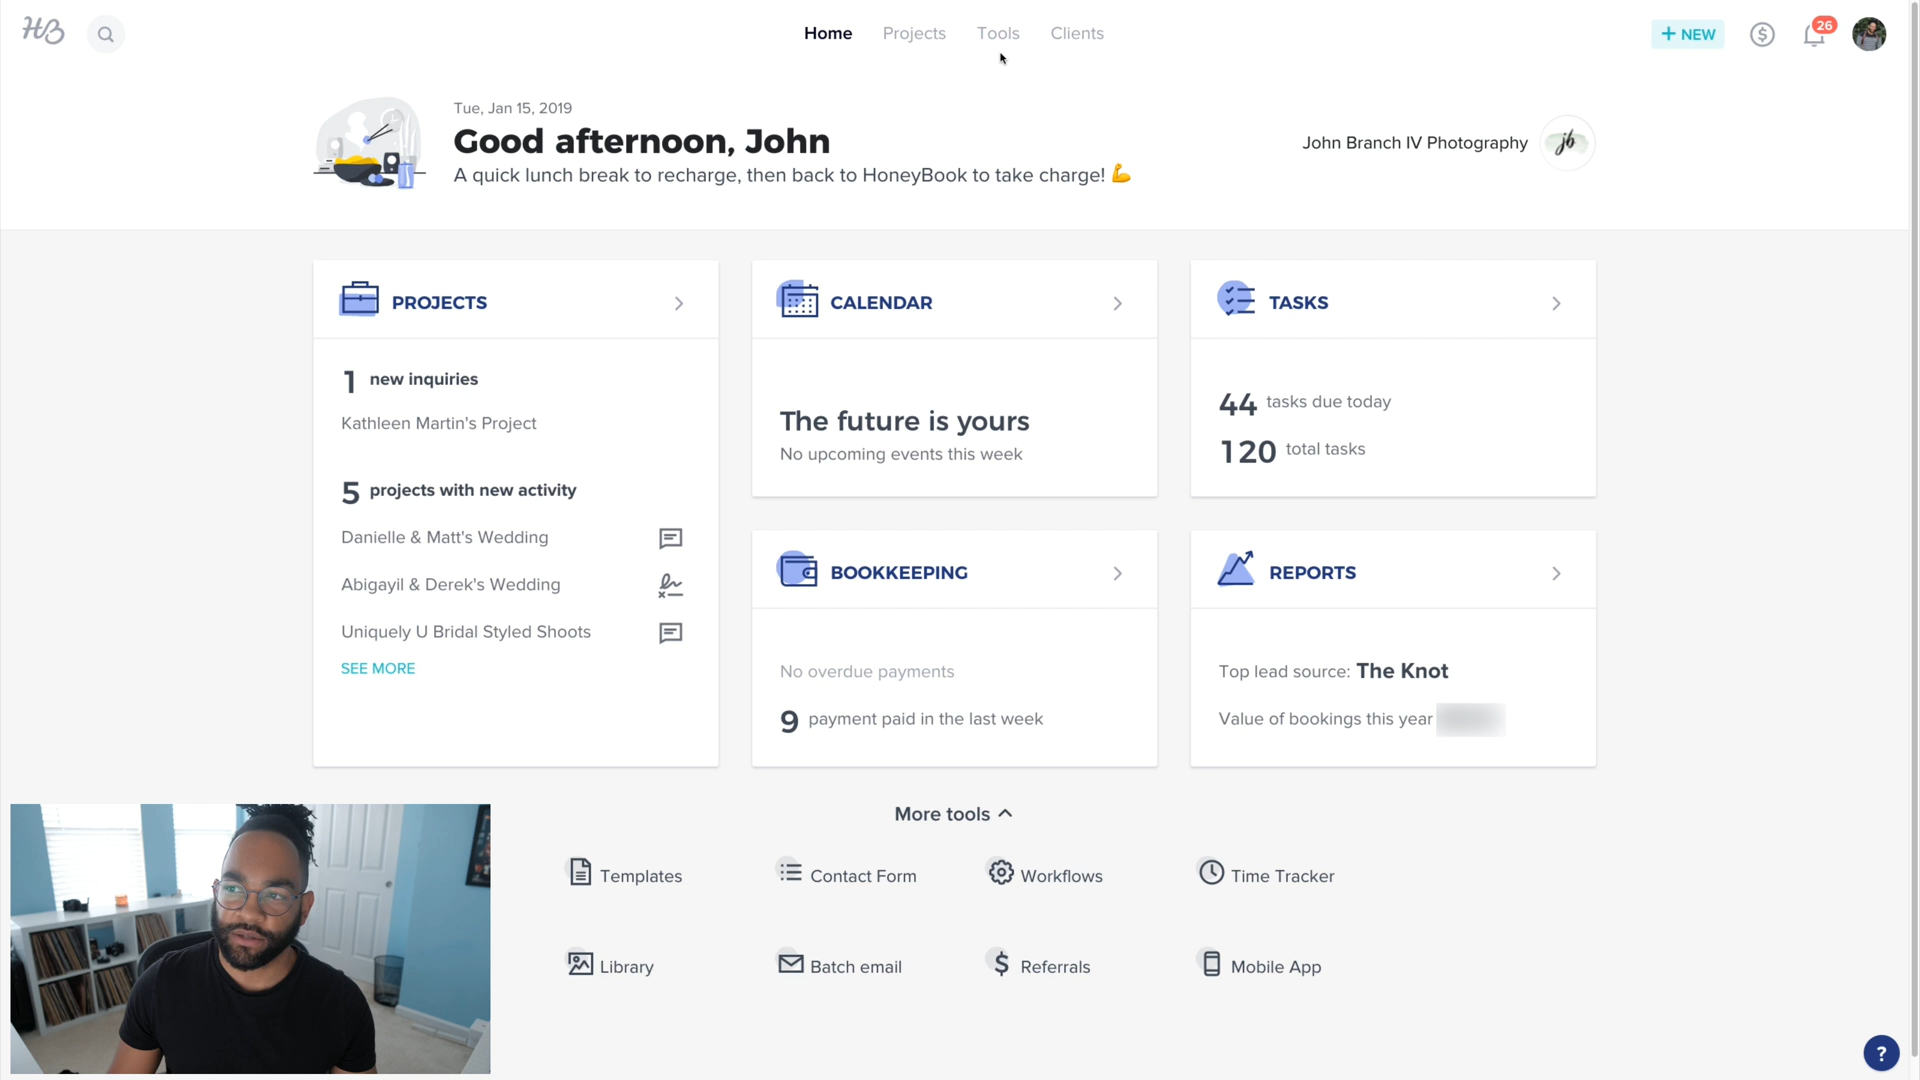 HB
Home Projects Tools Clients
+ NEW
26
Tue, Jan 15, 2019
Good afternoon, John
A quick lunch break to recharge, then back to HoneyBook to take charge! 💪
John Branch IV Photography
jb
PROJECTS
1 new inquiries
Kathleen Martin's Project
5 projects with new activity
Danielle & Matt's Wedding
Abigayil & Derek's Wedding
Uniquely U Bridal Styled Shoots
SEE MORE
CALENDAR
The future is yours
No upcoming events this week
TASKS
44 tasks due today
120 total tasks
BOOKKEEPING
No overdue payments
9 payment paid in the last week
REPORTS
Top lead source: The Knot
Value of bookings this year
More tools
Templates
Contact Form
Workflows
Time Tracker
Library
Batch email
Referrals
Mobile App
?